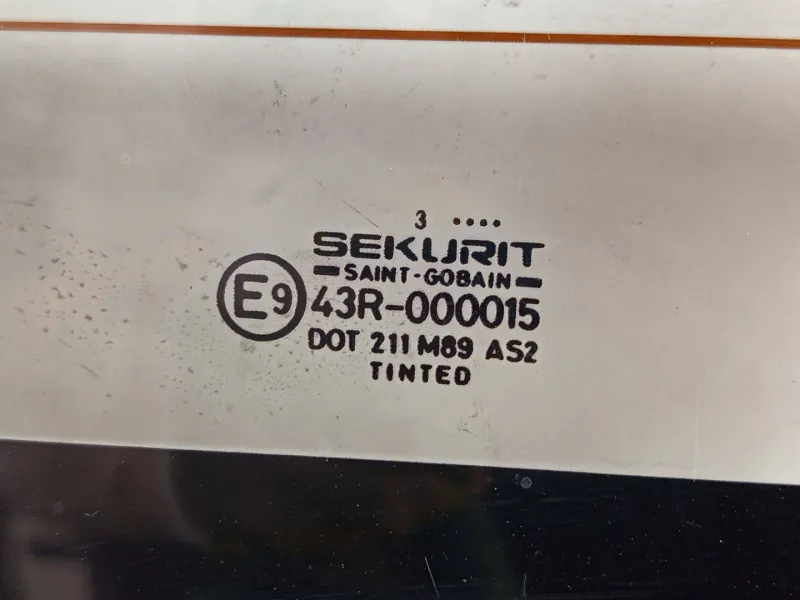 3 ....
SEKURIT
SAINT-GOBAIN
E9 43R-000015
DOT 211 M89 AS2
TINTED